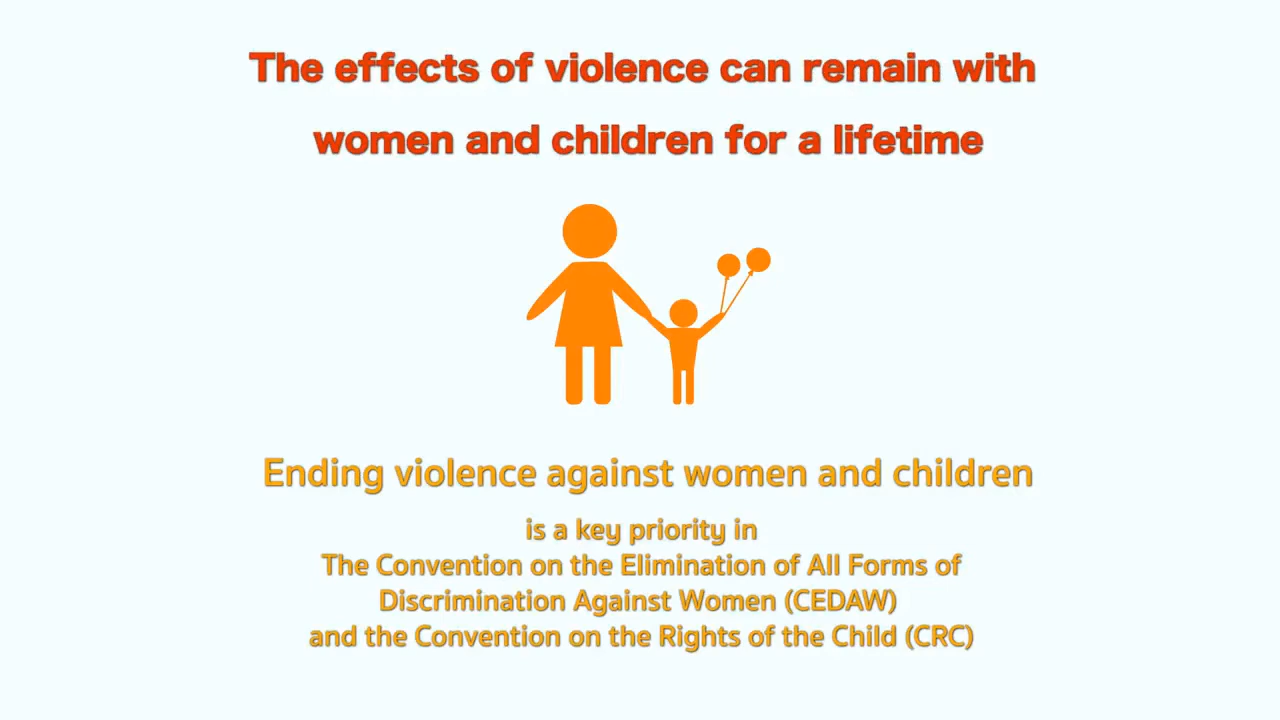 The effects of violence can remain with
women and children for a lifetime
Ending violence against women and children
is a key priority in
The Convention on the Elimination of All Forms of
Discrimination Against Women (CEDAW)
and the Convention on the Rights of the Child (CRC)